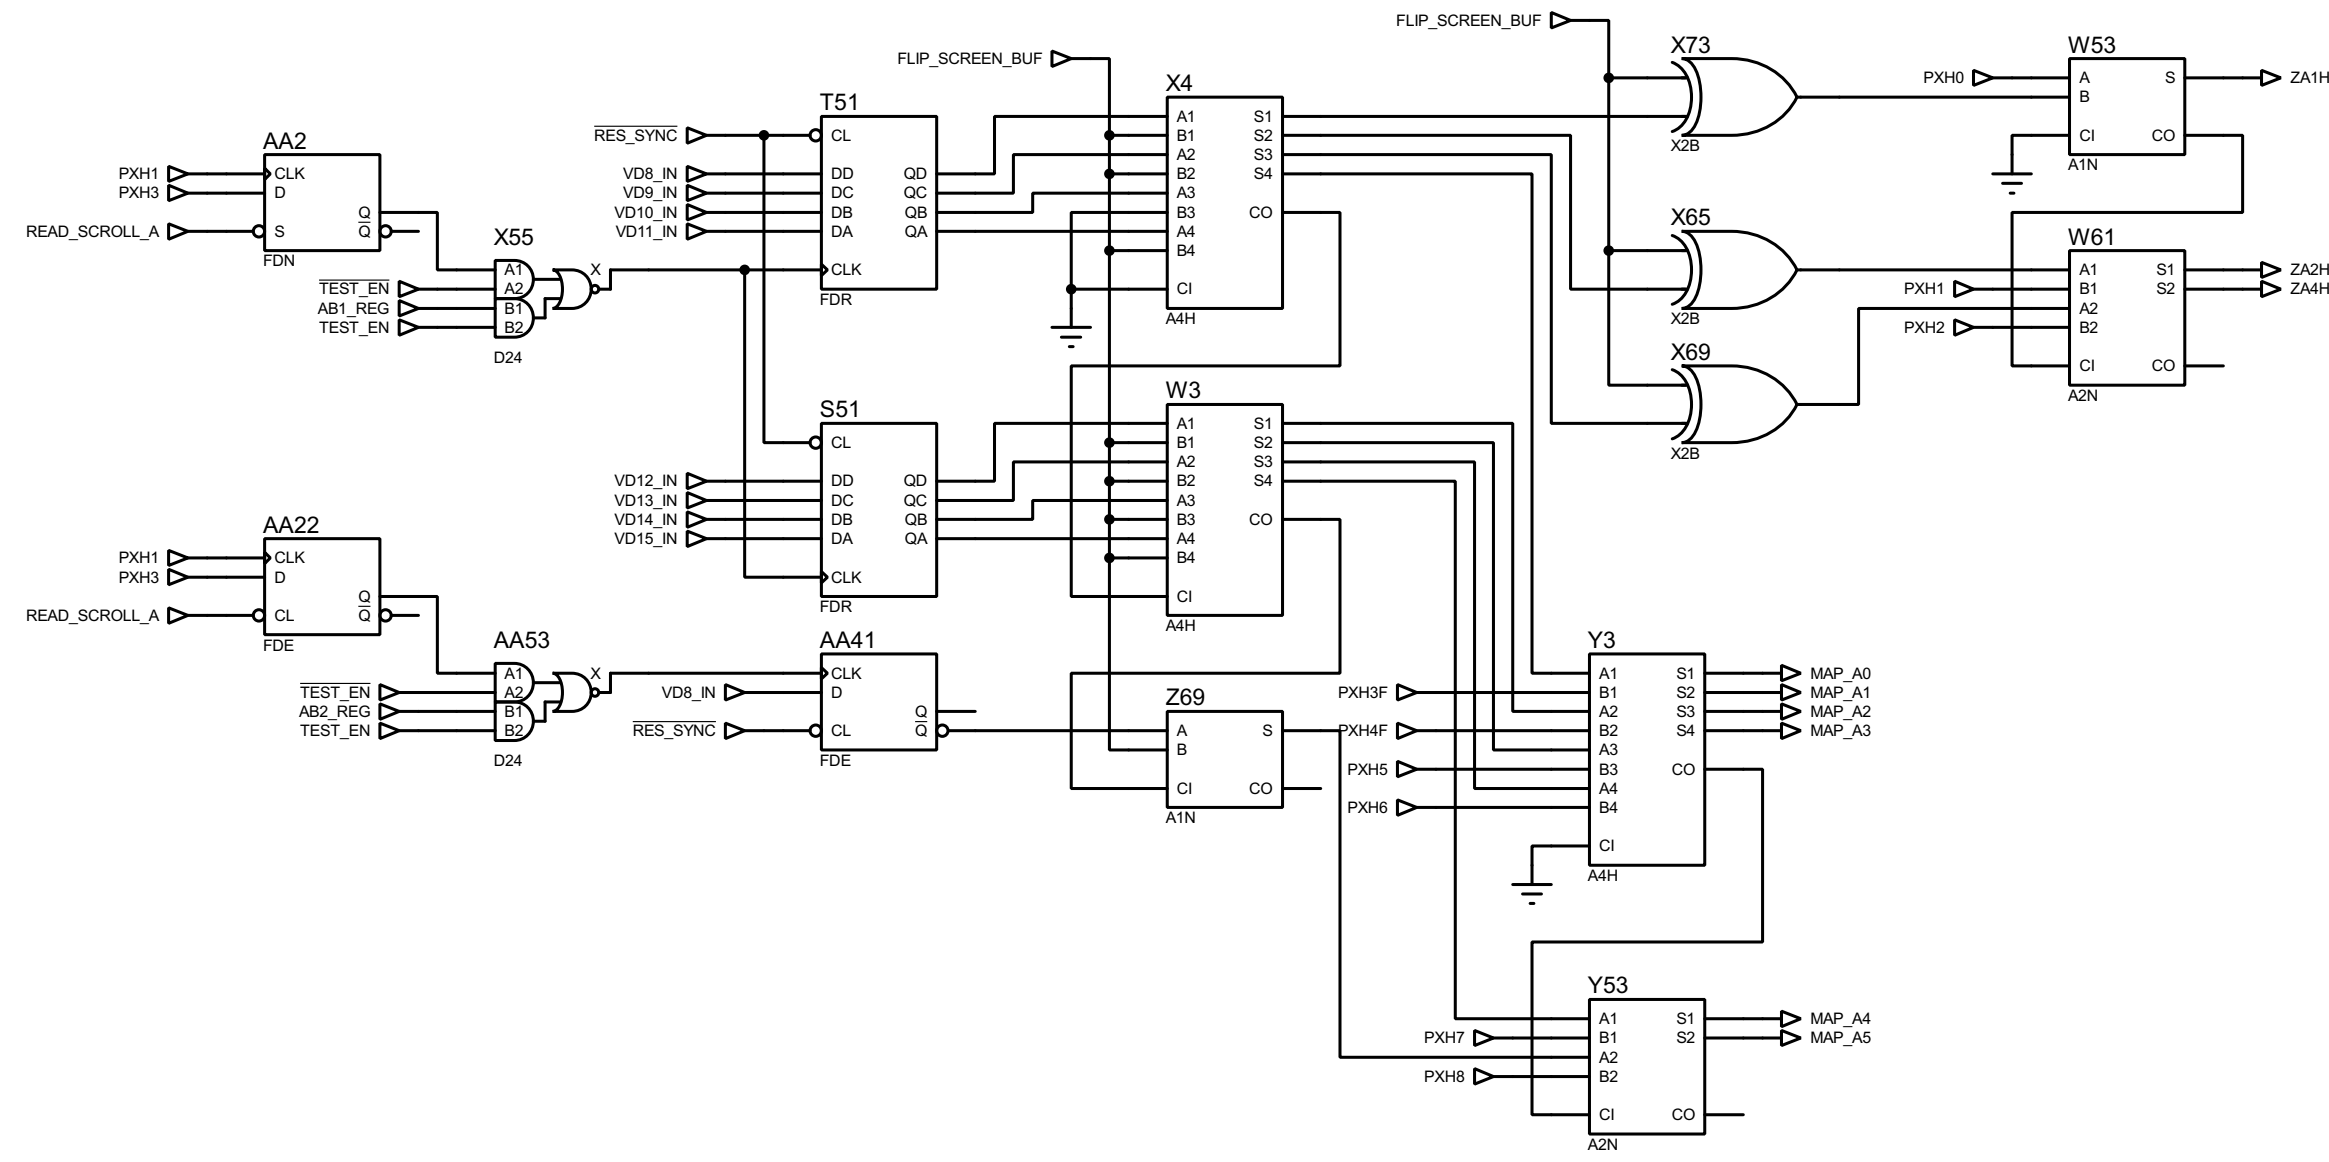 FLIP_SCREEN_BUF
X73
W53
PXH0
A S
B
CI CO
A1N
ZA1H
X2B
FLIP_SCREEN_BUF
X4
A1 S1
B1 S2
A2 S3
B2 S4
A3
B3 CO
A4
B4
CI
A4H
T51
RES_SYNC
CL
VD8_IN DD QD
VD9_IN DC QC
VD10_IN DB QB
VD11_IN DA QA
CLK
FDR
AA2
PXH1 CLK
PXH3 D
Q
READ_SCROLL_A S Q
FDN
X55
TEST_EN
AB1_REG
TEST_EN
A1
A2
B1
B2
X
D24
X65
X2B
W61
A1 S1 ZA2H
PXH1 B1 S2 ZA4H
A2
PXH2 B2
CI CO
A2N
X69
X2B
S51
CL
VD12_IN DD QD
VD13_IN DC QC
VD14_IN DB QB
VD15_IN DA QA
CLK
FDR
W3
A1 S1
B1 S2
A2 S3
B2 S4
A3
B3 CO
A4
B4
CI
A4H
AA22
PXH1 CLK
PXH3 D
Q
READ_SCROLL_A CL Q
FDE
AA53
TEST_EN
AB2_REG
TEST_EN
A1
A2
B1
B2
X
D24
AA41
CLK
VD8_IN D
Q
RES_SYNC CL Q
FDE
Z69
A S
B
CI CO
A1N
Y3
A1 S1 MAP_A0
PXH3F B1 S2 MAP_A1
A2 S3 MAP_A2
PXH4F B2 S4 MAP_A3
A3
PXH5 B3 CO
A4
PXH6 B4
CI
A4H
Y53
A1 S1 MAP_A4
PXH7 B1 S2 MAP_A5
A2
PXH8 B2
CI CO
A2N